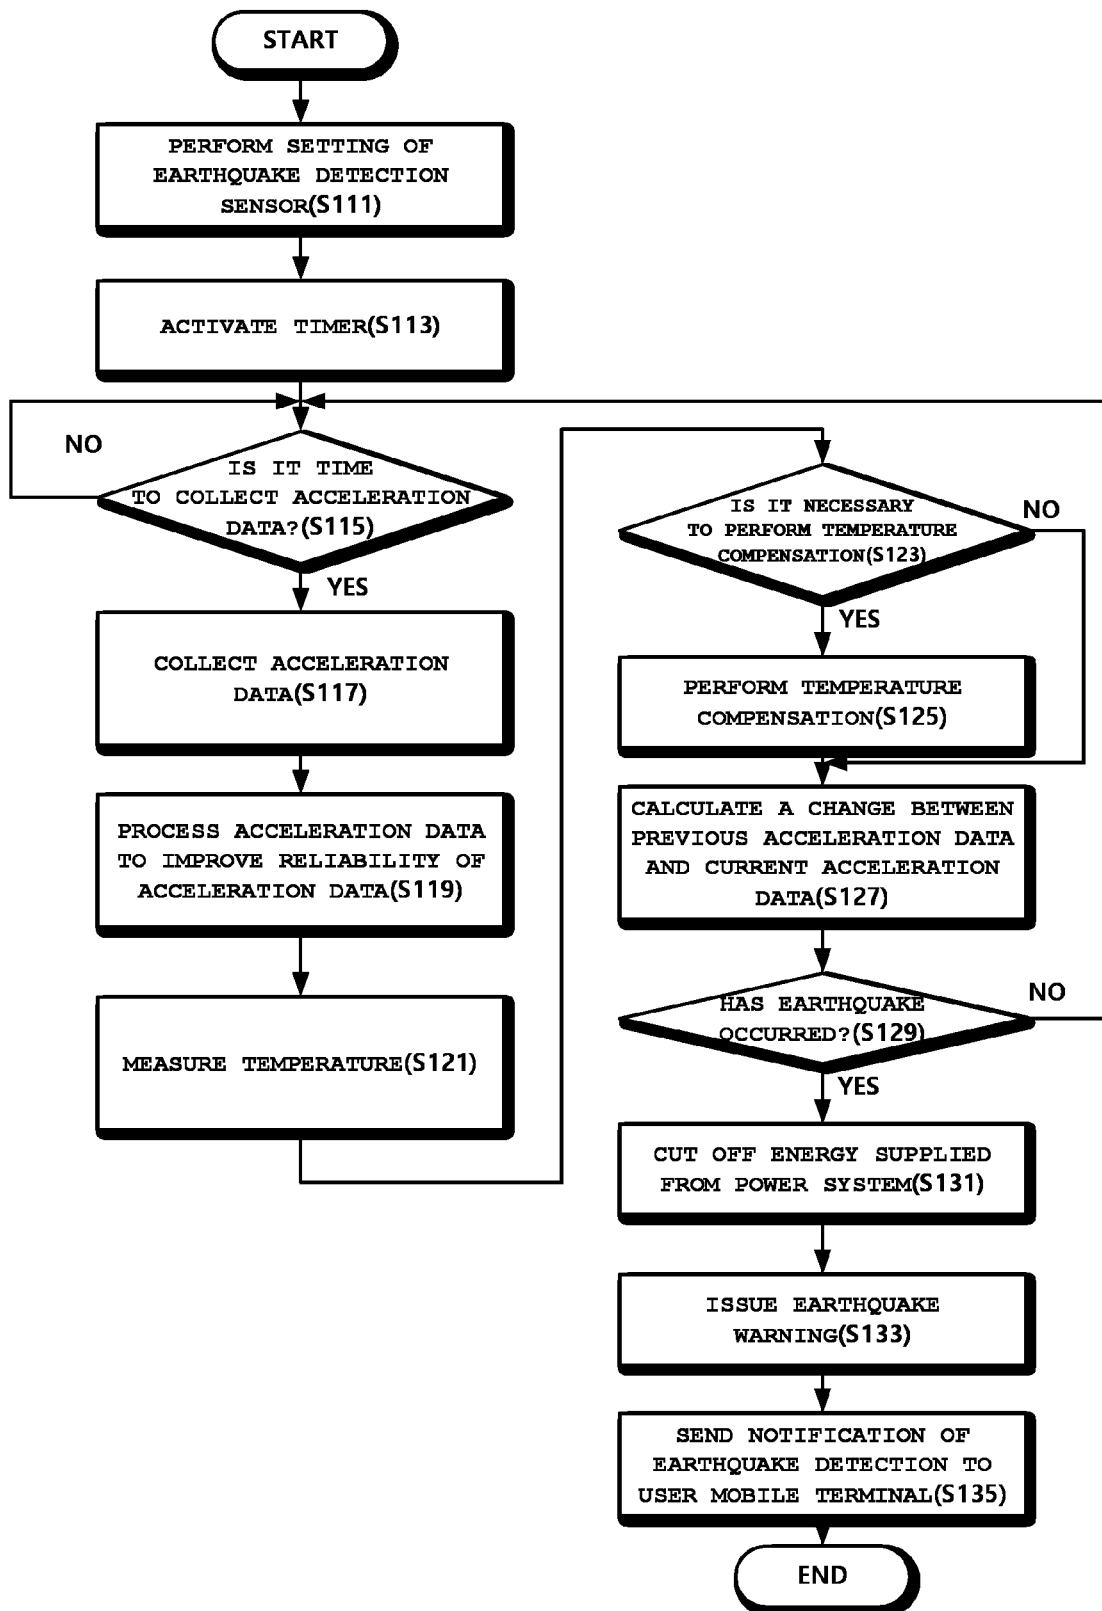 START
PERFORM SETTING OF
EARTHQUAKE DETECTION
SENSOR(S111)
ACTIVATE TIMER(S113)
NO
IS IT TIME
TO COLLECT ACCELERATION
DATA?(S115)
YES
COLLECT ACCELERATION
DATA(S117)
PROCESS ACCELERATION DATA
TO IMPROVE RELIABILITY OF
ACCELERATION DATA(S119)
MEASURE TEMPERATURE(S121)
IS IT NECESSARY
TO PERFORM TEMPERATURE
COMPENSATION(S123)
NO
YES
PERFORM TEMPERATURE
COMPENSATION(S125)
CALCULATE A CHANGE BETWEEN
PREVIOUS ACCELERATION DATA
AND CURRENT ACCELERATION
DATA(S127)
HAS EARTHQUAKE
OCCURRED?(S129)
NO
YES
CUT OFF ENERGY SUPPLIED
FROM POWER SYSTEM(S131)
ISSUE EARTHQUAKE
WARNING(S133)
SEND NOTIFICATION OF
EARTHQUAKE DETECTION TO
USER MOBILE TERMINAL(S135)
END